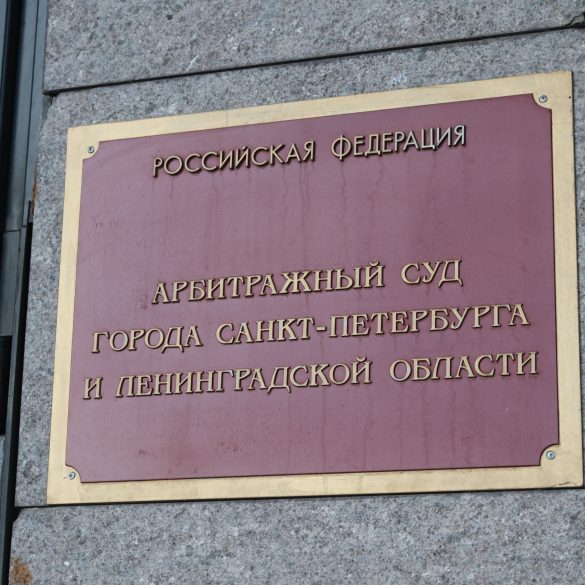 РОССИЙСКАЯ ФЕДЕРАЦИЯ
АРБИТРАЖНЫЙ СУД
ГОРОДА САНКТ-ПЕТЕРБУРГА
И ЛЕНИНГРАДСКОЙ ОБЛАСТИ